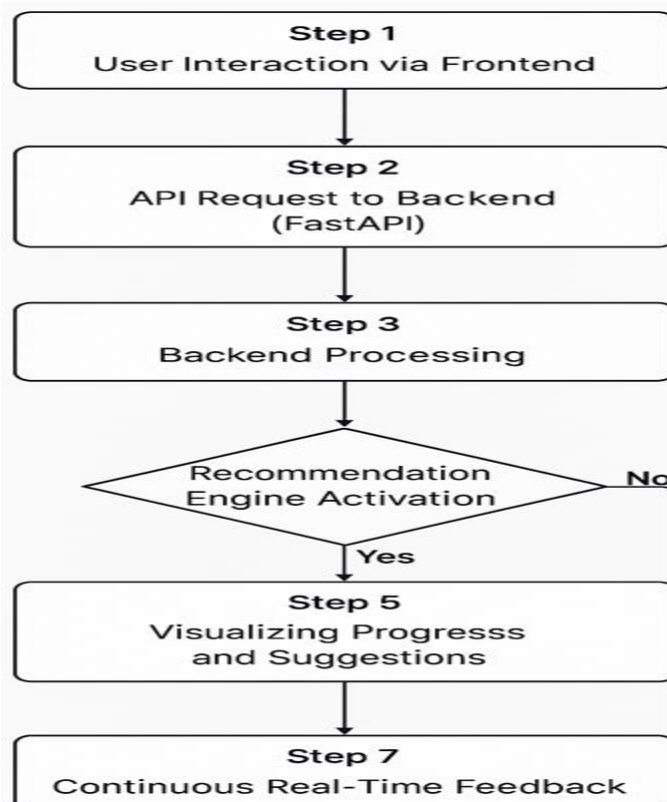 Step 1
User Interaction via Frontend
Step 2
API Request to Backend
(FastAPI)
Step 3
Backend Processing
Recommendation
Engine Activation
No
Yes
Step 5
Visualizing Progresss
and Suggestions
Step 7
Continuous Real-Time Feedback